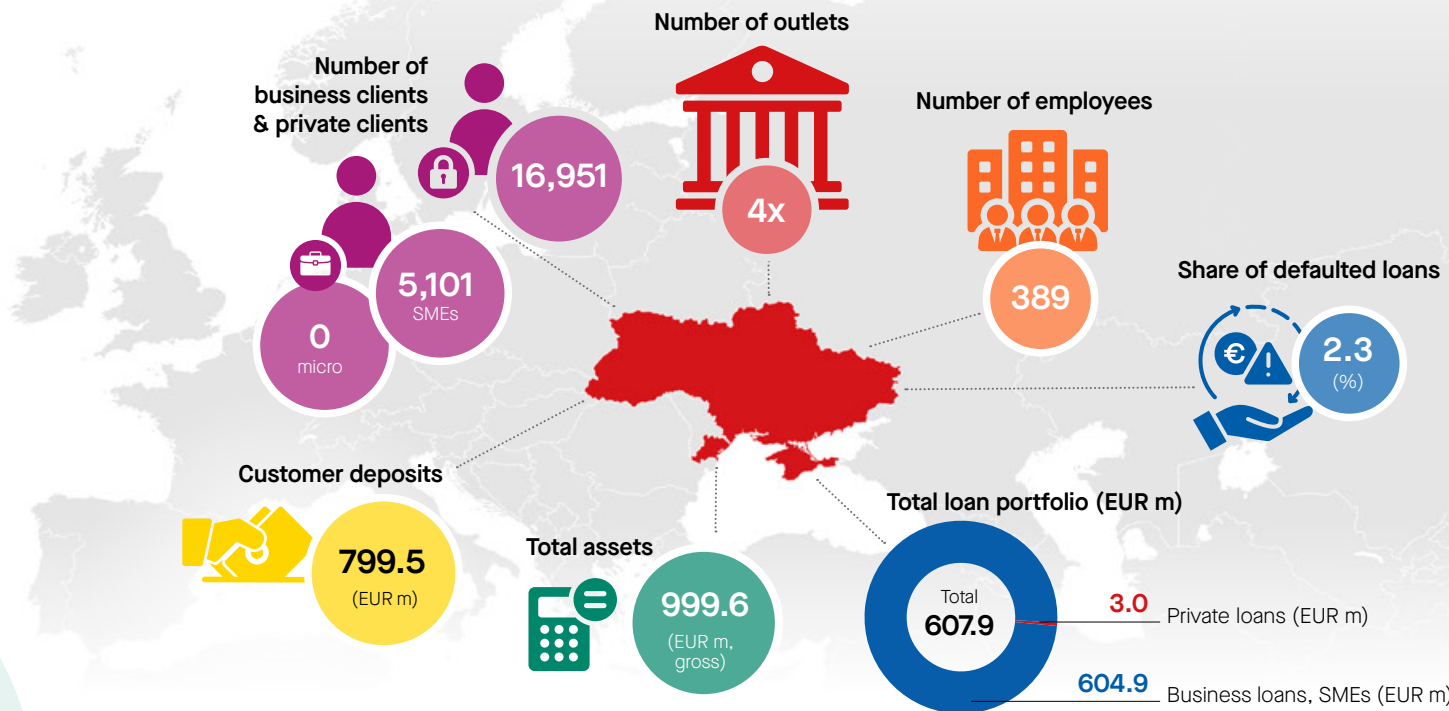 Number of outlets
Number of
business clients
& private clients
16,951
5,101
SMEs
0
micro
4x
Number of employees
389
Share of defaulted loans
€
!
2.3
(%)
Customer deposits
799.5
(EUR m)
Total assets
=
999.6
(EUR m,
gross)
Total loan portfolio (EUR m)
Total
607.9
3.0
Private loans (EUR m)
604.9
Business loans, SMEs (EUR m)